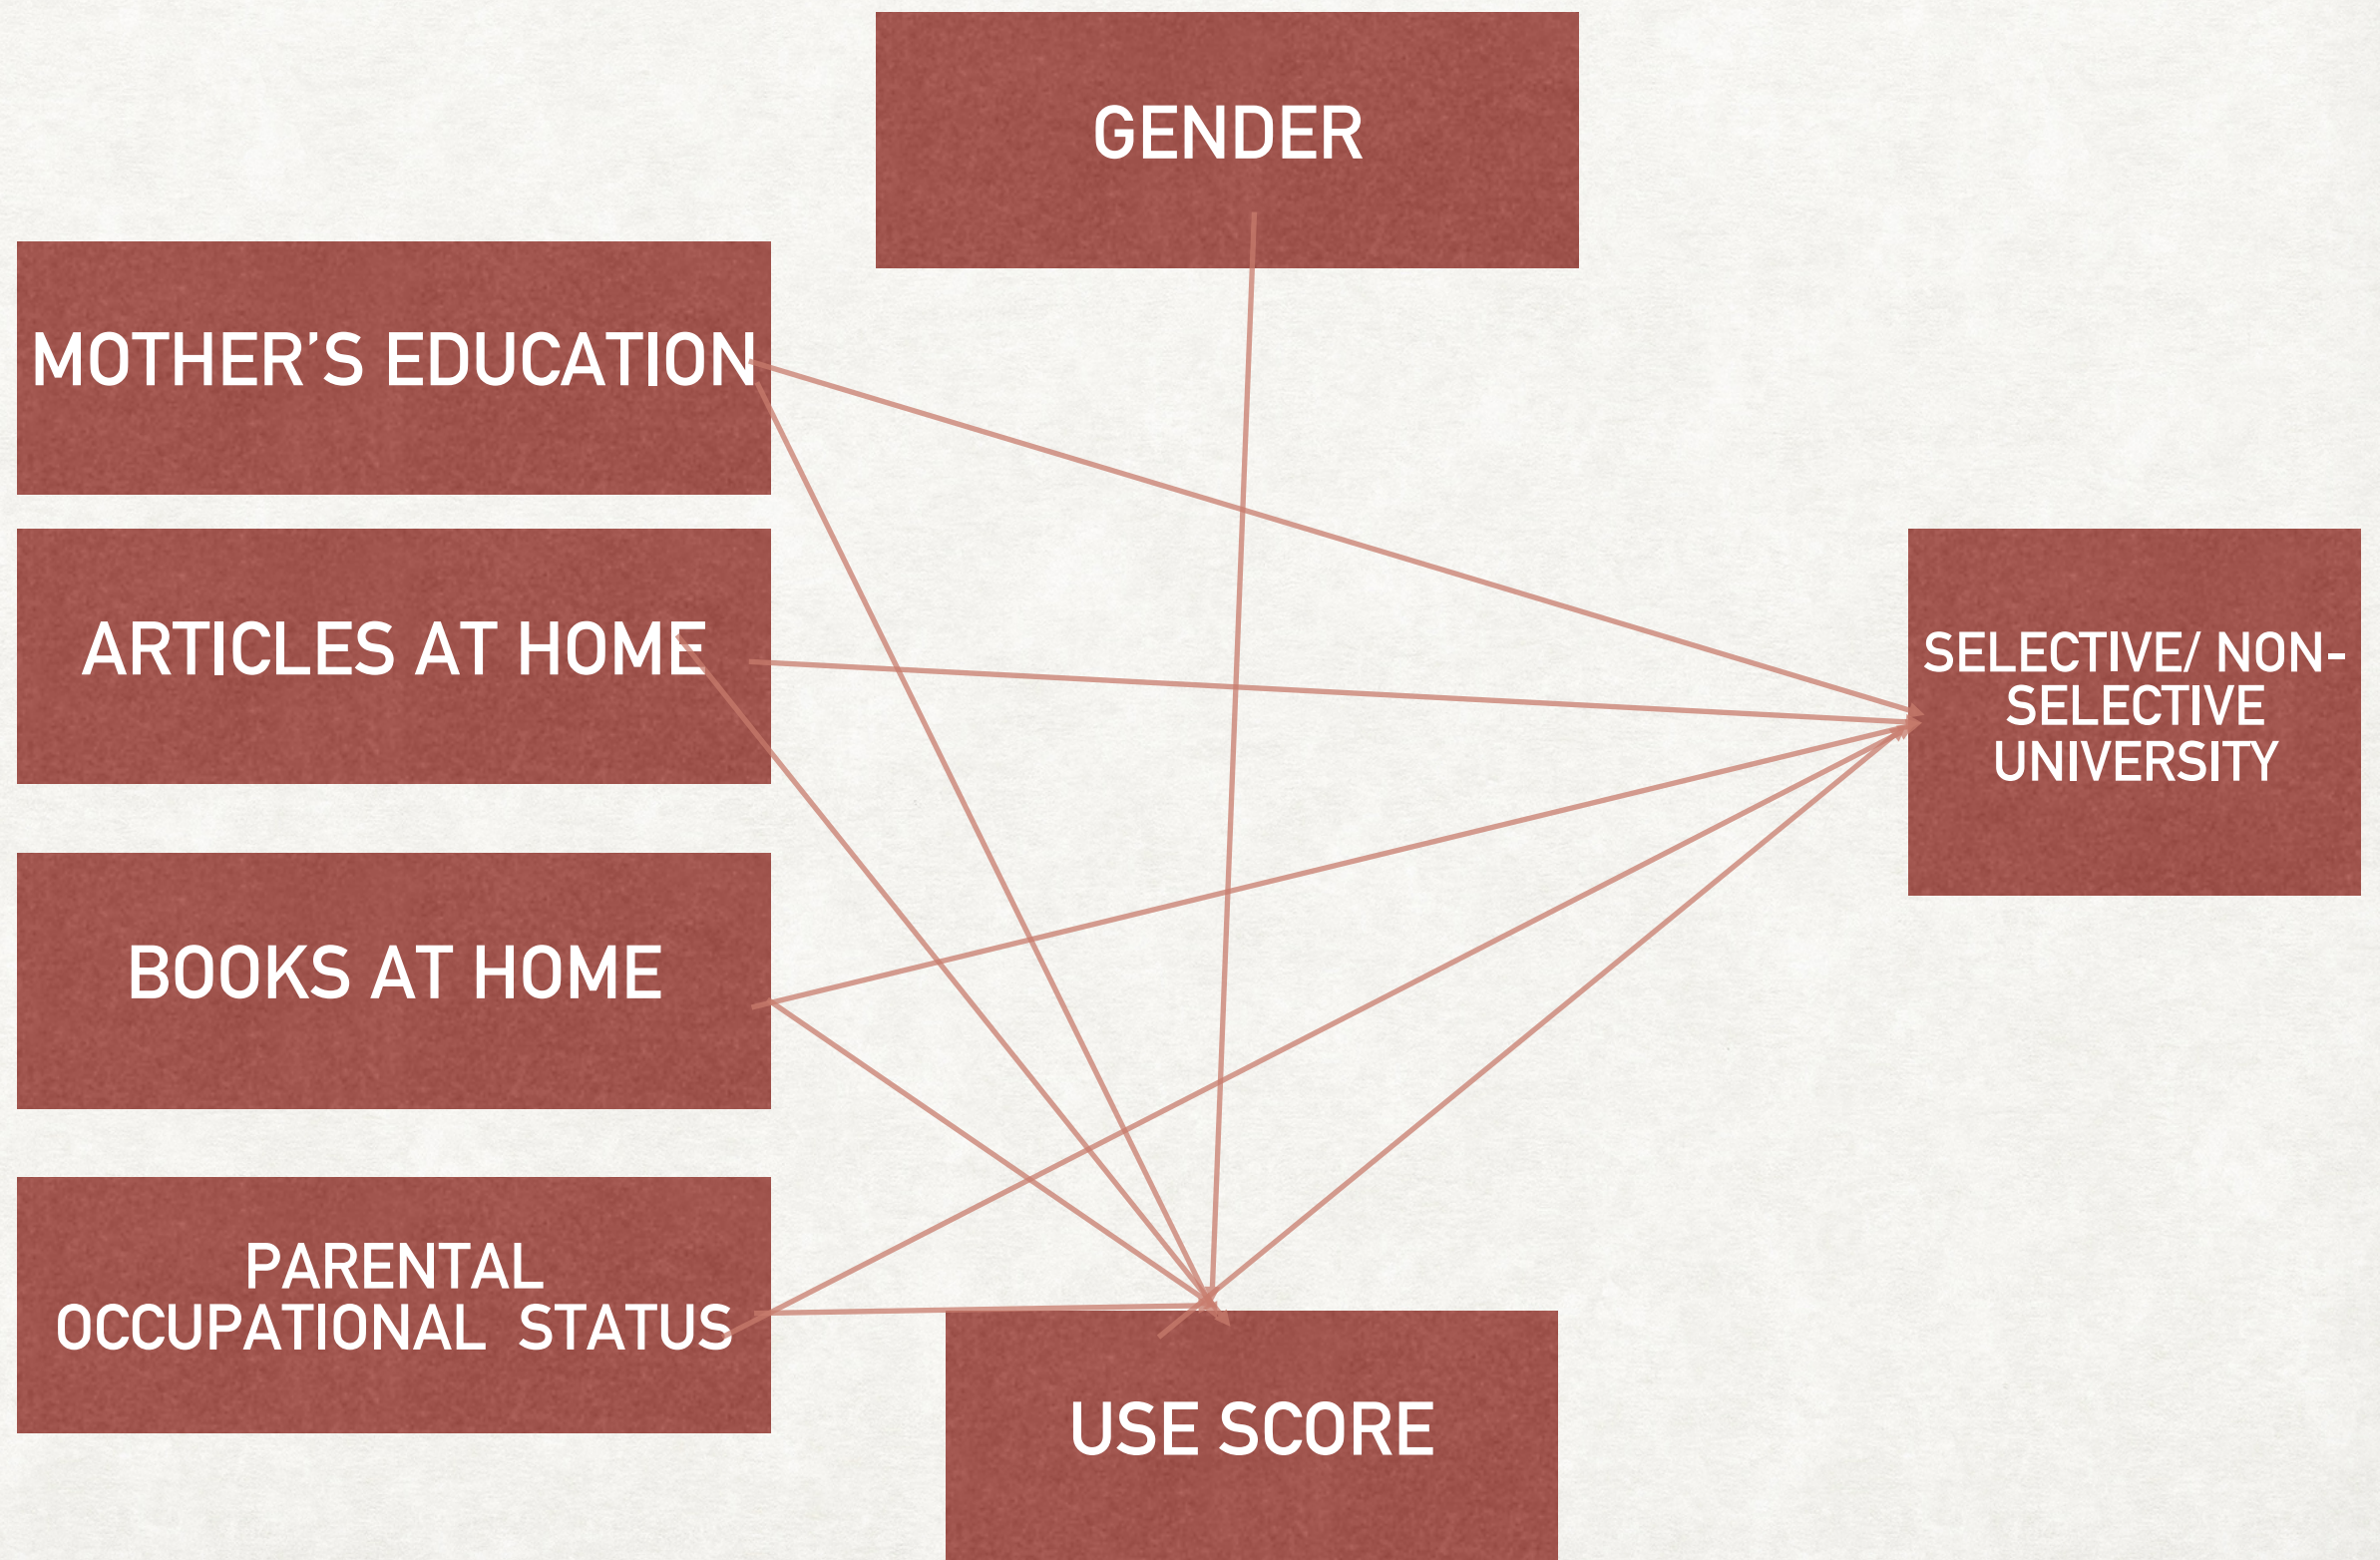 GENDER
MOTHER’S EDUCATION
ARTICLES AT HOME
SELECTIVE/ NON-
SELECTIVE
UNIVERSITY
BOOKS AT HOME
PARENTAL
OCCUPATIONAL STATUS
USE SCORE